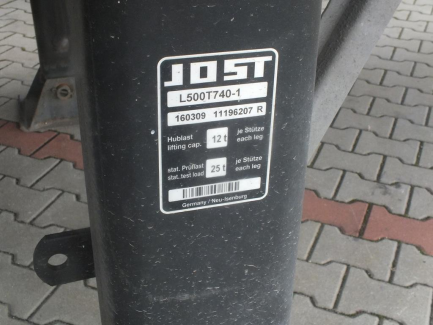 JOST
L500T740-1
160309 11196207 R
Hublast
lifting cap.
12 t
je Stütze
each leg
stat. Prüflast
stat. test load
25 t
je Stütze
each leg
Germany / Neu-Isenburg